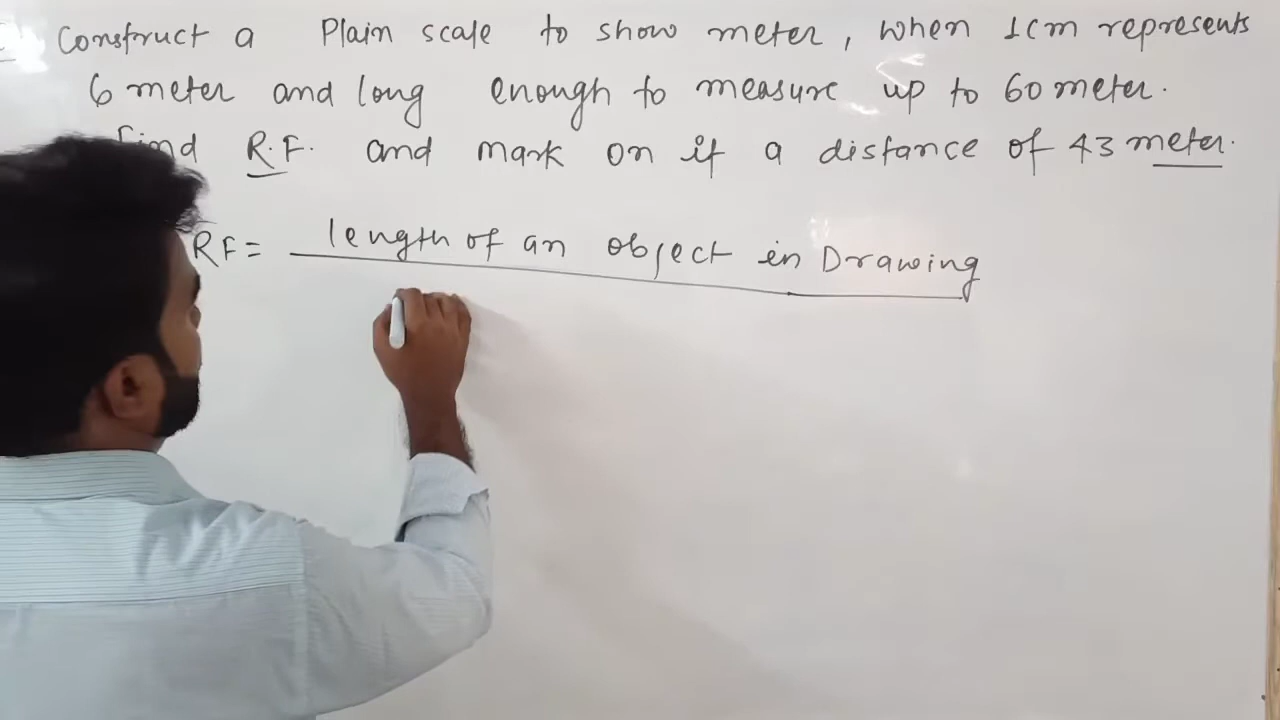 Construct a Plain scale to show meter, when 1cm represents
6 meter and long enough to measure up to 60 meter.
Find R.F. and mark on it a distance of 43 meter.
RF = length of an object in Drawing